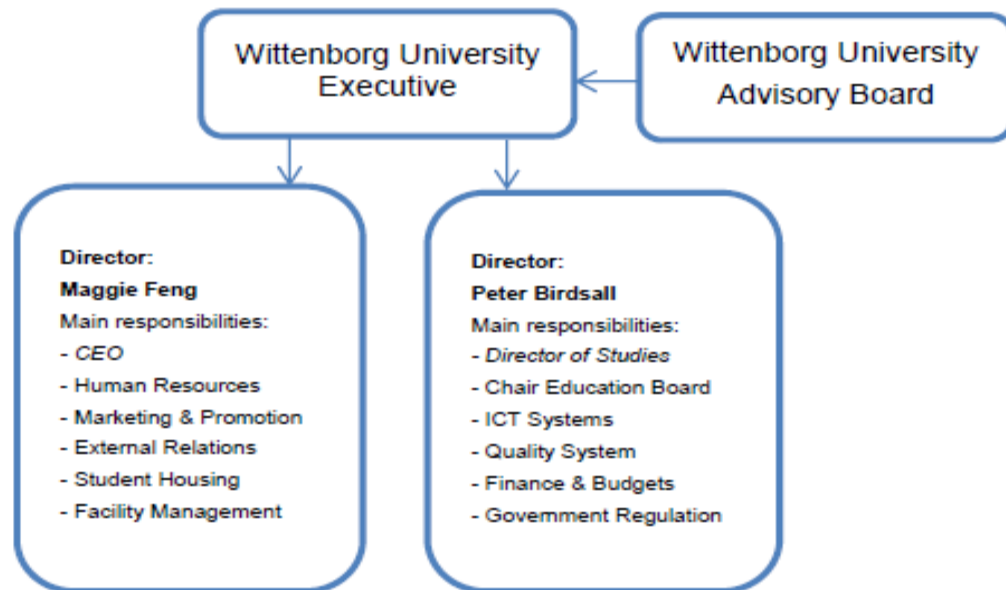 Wittenborg University
Executive
Wittenborg University
Advisory Board
Director:
Maggie Feng
Main responsibilities:
- CEO
- Human Resources
- Marketing & Promotion
- External Relations
- Student Housing
- Facility Management
Director:
Peter Birdsall
Main responsibilities:
- Director of Studies
- Chair Education Board
- ICT Systems
- Quality System
- Finance & Budgets
- Government Regulation